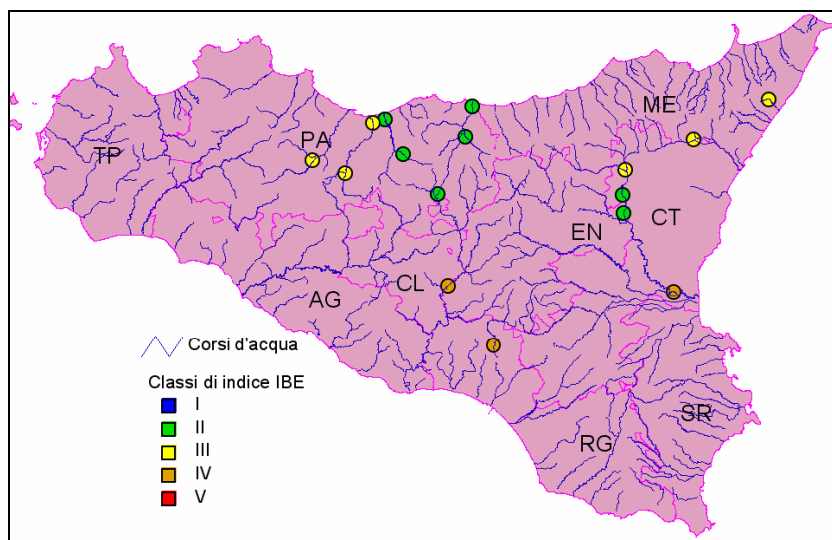 ME
PA
TP
CT
EN
CL
AG
Corsi d'acqua
Classi di indice IBE
I
II
III
IV
V
SR
RG